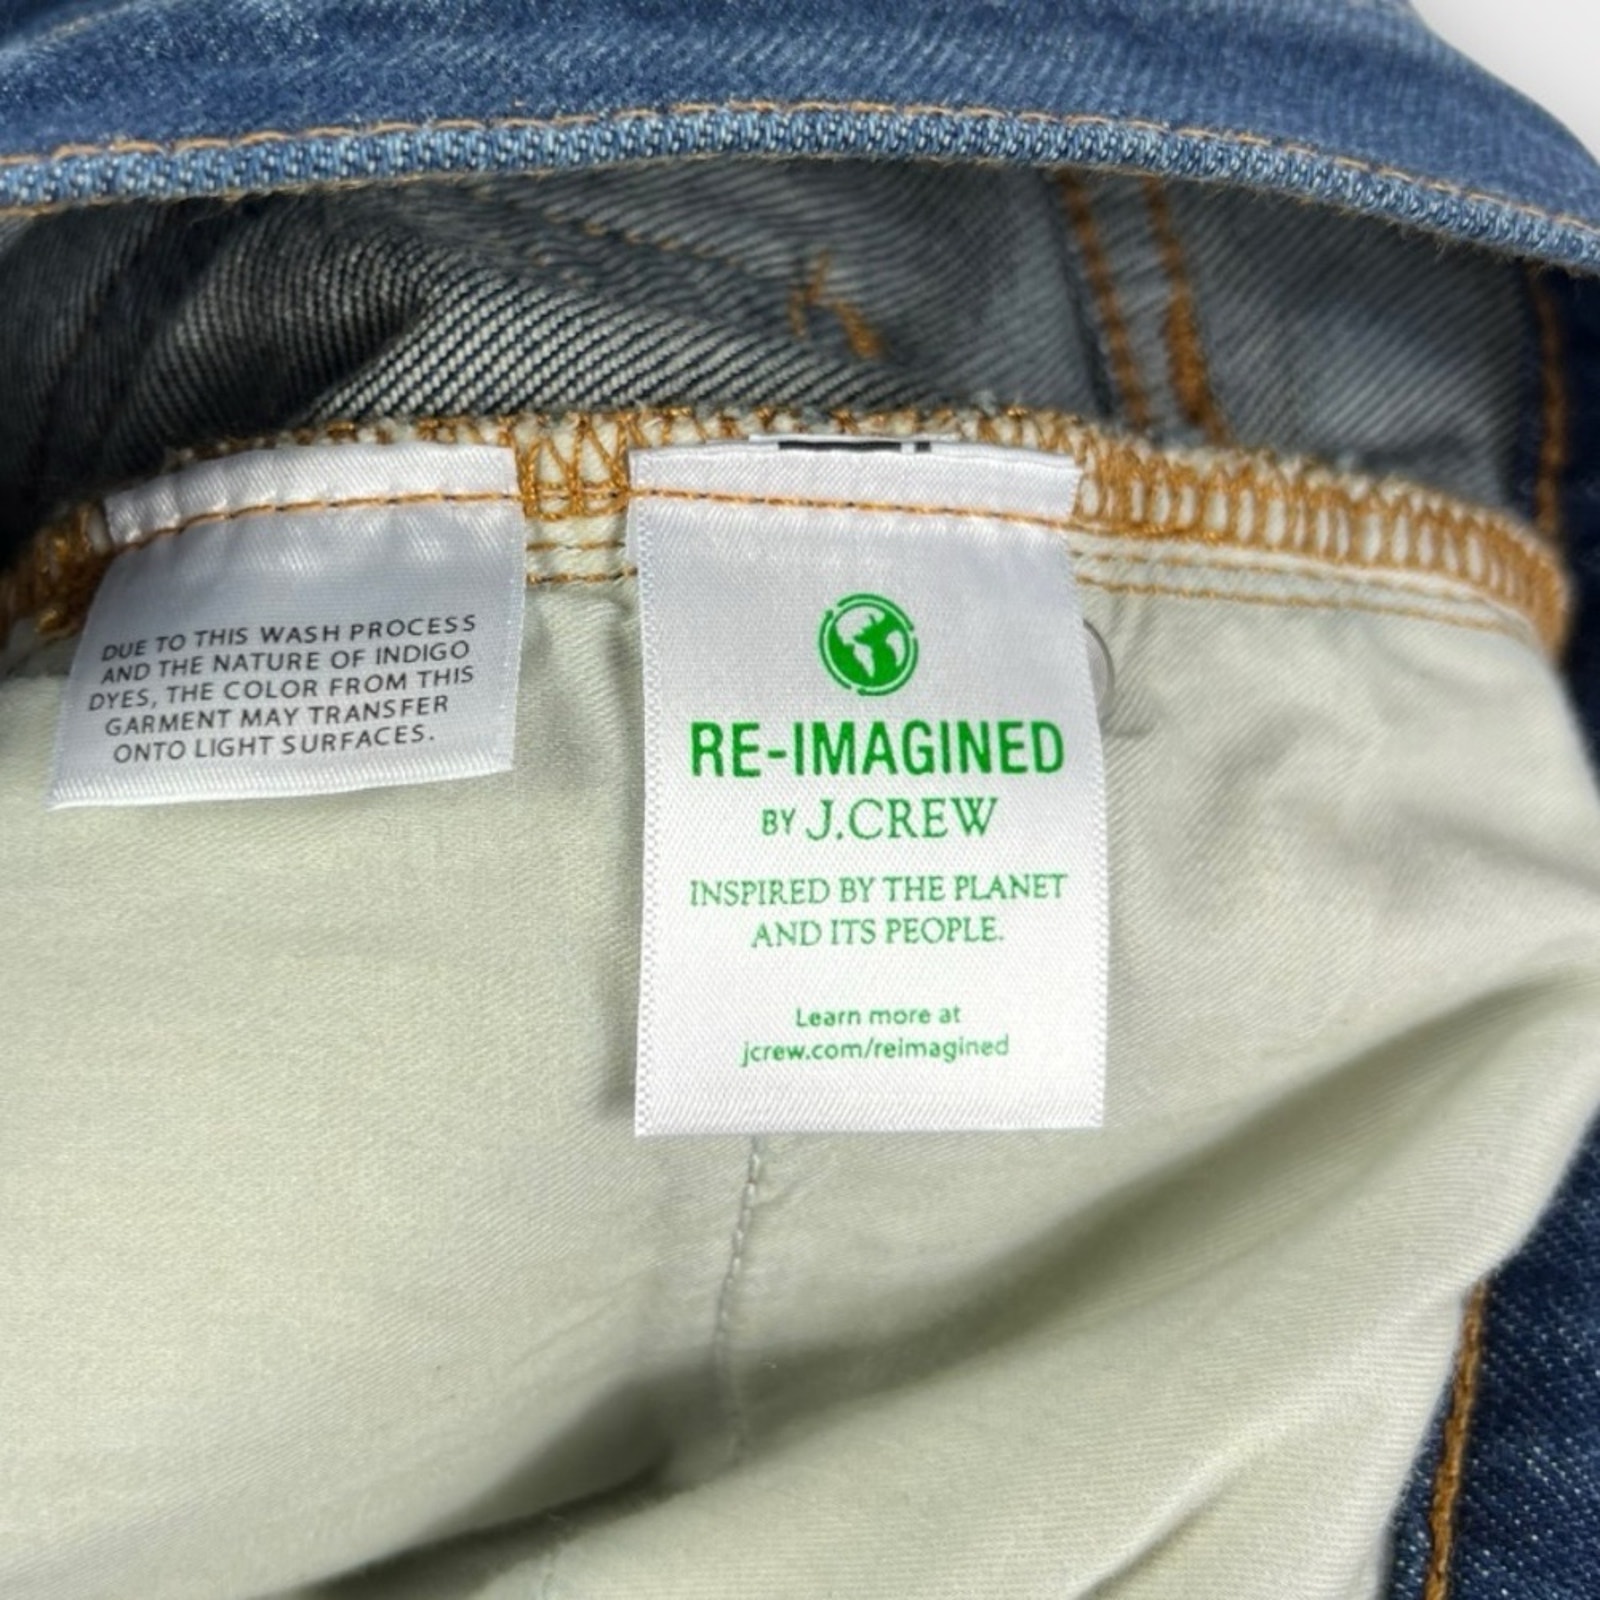 DUE TO THIS WASH PROCESS
AND THE NATURE OF INDIGO
DYES, THE COLOR FROM THIS
GARMENT MAY TRANSFER
ONTO LIGHT SURFACES.
RE-IMAGINED
BY J.CREW
INSPIRED BY THE PLANET
AND ITS PEOPLE.
Learn more at
jcrew.com/reimagined